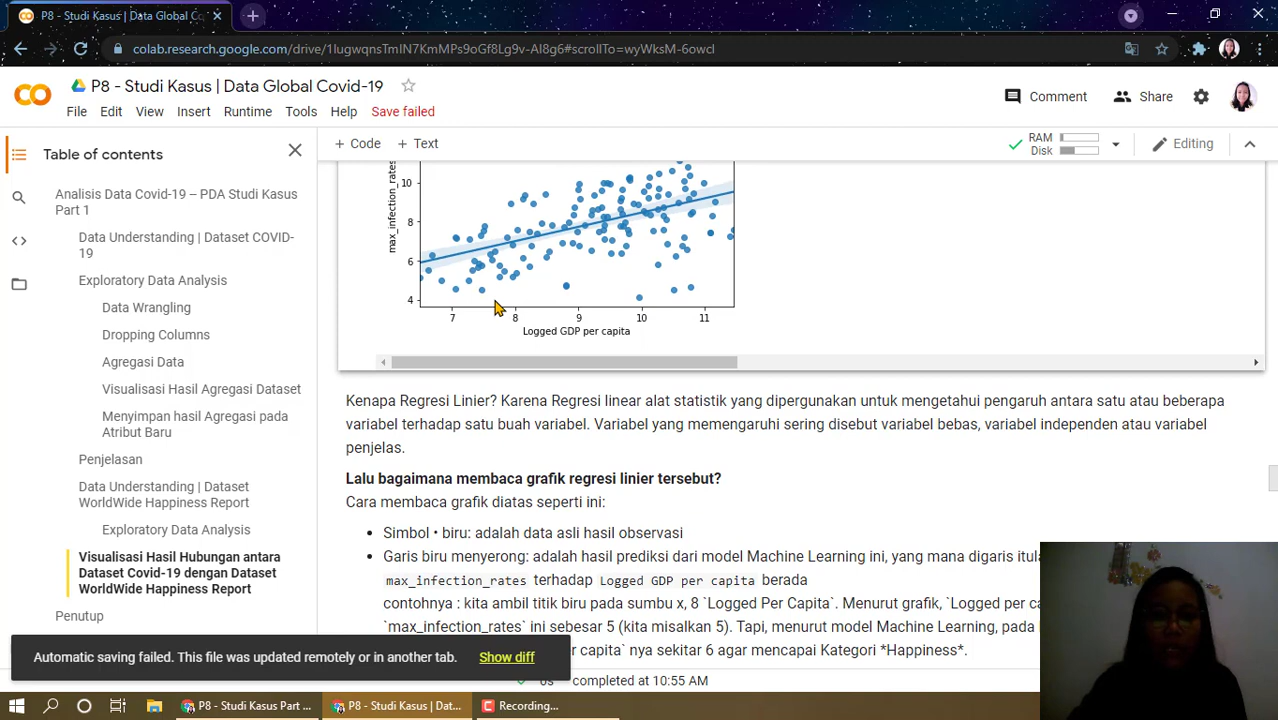 P8 - Studi Kasus | Data Global Co
colab.research.google.com/drive/1lugwqnsTmIN7KmMPs9oGf8Lg9v-AI8g6#scrollTo=wyWksM-6owcl
P8 - Studi Kasus | Data Global Covid-19
Comment
Share
File Edit View Insert Runtime Tools Help Save failed
Table of contents
+ Code + Text
RAM
Disk
Editing
Analisis Data Covid-19 – PDA Studi Kasus
Part 1
Data Understanding | Dataset COVID-
19
Exploratory Data Analysis
Data Wrangling
Dropping Columns
Agregasi Data
Visualisasi Hasil Agregasi Dataset
Menyimpan hasil Agregasi pada
Atribut Baru
Penjelasan
Data Understanding | Dataset
WorldWide Happiness Report
Exploratory Data Analysis
Visualisasi Hasil Hubungan antara
Dataset Covid-19 dengan Dataset
WorldWide Happiness Report
Penutup
max_infection_rates
10
8
6
4
7 8 9 10 11
Logged GDP per capita
Kenapa Regresi Linier? Karena Regresi linear alat statistik yang dipergunakan untuk mengetahui pengaruh antara satu atau beberapa
variabel terhadap satu buah variabel. Variabel yang memengaruhi sering disebut variabel bebas, variabel independen atau variabel
penjelas.
Lalu bagaimana membaca grafik regresi linier tersebut?
Cara membaca grafik diatas seperti ini:
• Simbol • biru: adalah data asli hasil observasi
• Garis biru menyerong: adalah hasil prediksi dari model Machine Learning ini, yang mana digaris itula
max_infection_rates terhadap Logged GDP per capita berada
contohnya : kita ambil titik biru pada sumbu x, 8 `Logged Per Capita`. Menurut grafik, `Logged per ca
`max_infection_rates` ini sebesar 5 (kita misalkan 5). Tapi, menurut model Machine Learning, pada
r capita` nya sekitar 6 agar mencapai Kategori *Happiness*.
Automatic saving failed. This file was updated remotely or in another tab. Show diff
0s completed at 10:55 AM
P8 - Studi Kasus Part ...
P8 - Studi Kasus | Dat...
Recording...